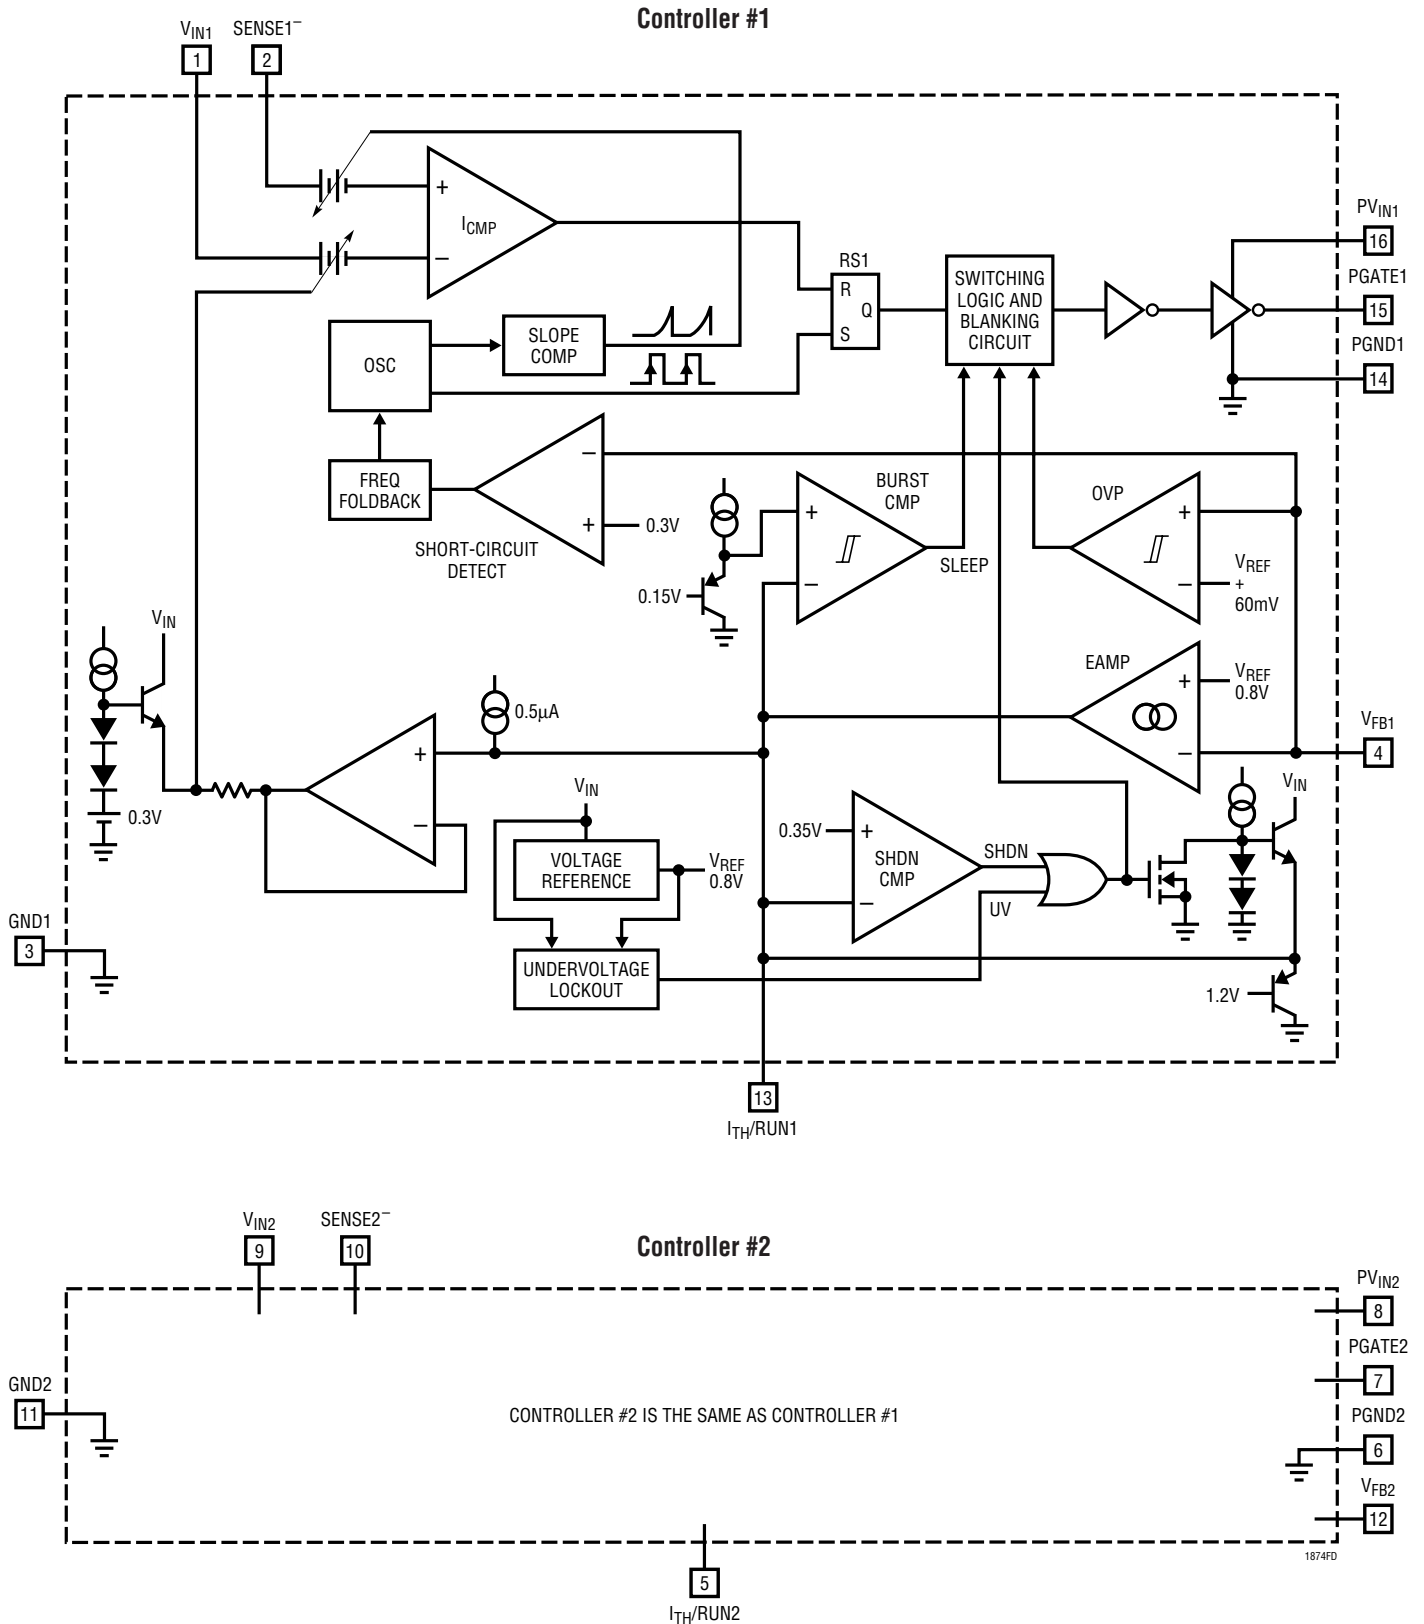 Controller #1
VIN1
SENSE1–
1
2
+
ICMP
–
PVIN1
16
RS1
R
Q
S
SWITCHING
LOGIC AND
BLANKING
CIRCUIT
PGATE1
15
PGND1
14
OSC
SLOPE
COMP
FREQ
FOLDBACK
–
+
0.3V
SHORT-CIRCUIT
DETECT
BURST
CMP
+
–
SLEEP
0.15V
OVP
+
–
VREF
+
60mV
VIN
0.3V
EAMP
+
–
VREF
0.8V
VFB1
4
0.5µA
+
–
VIN
VOLTAGE
REFERENCE
VREF
0.8V
0.35V
+
SHDN
CMP
–
SHDN
UV
VIN
GND1
3
UNDERVOLTAGE
LOCKOUT
1.2V
13
ITH/RUN1
Controller #2
VIN2
SENSE2–
9
10
PVIN2
8
PGATE2
7
GND2
11
CONTROLLER #2 IS THE SAME AS CONTROLLER #1
PGND2
6
VFB2
12
1874FD
5
ITH/RUN2